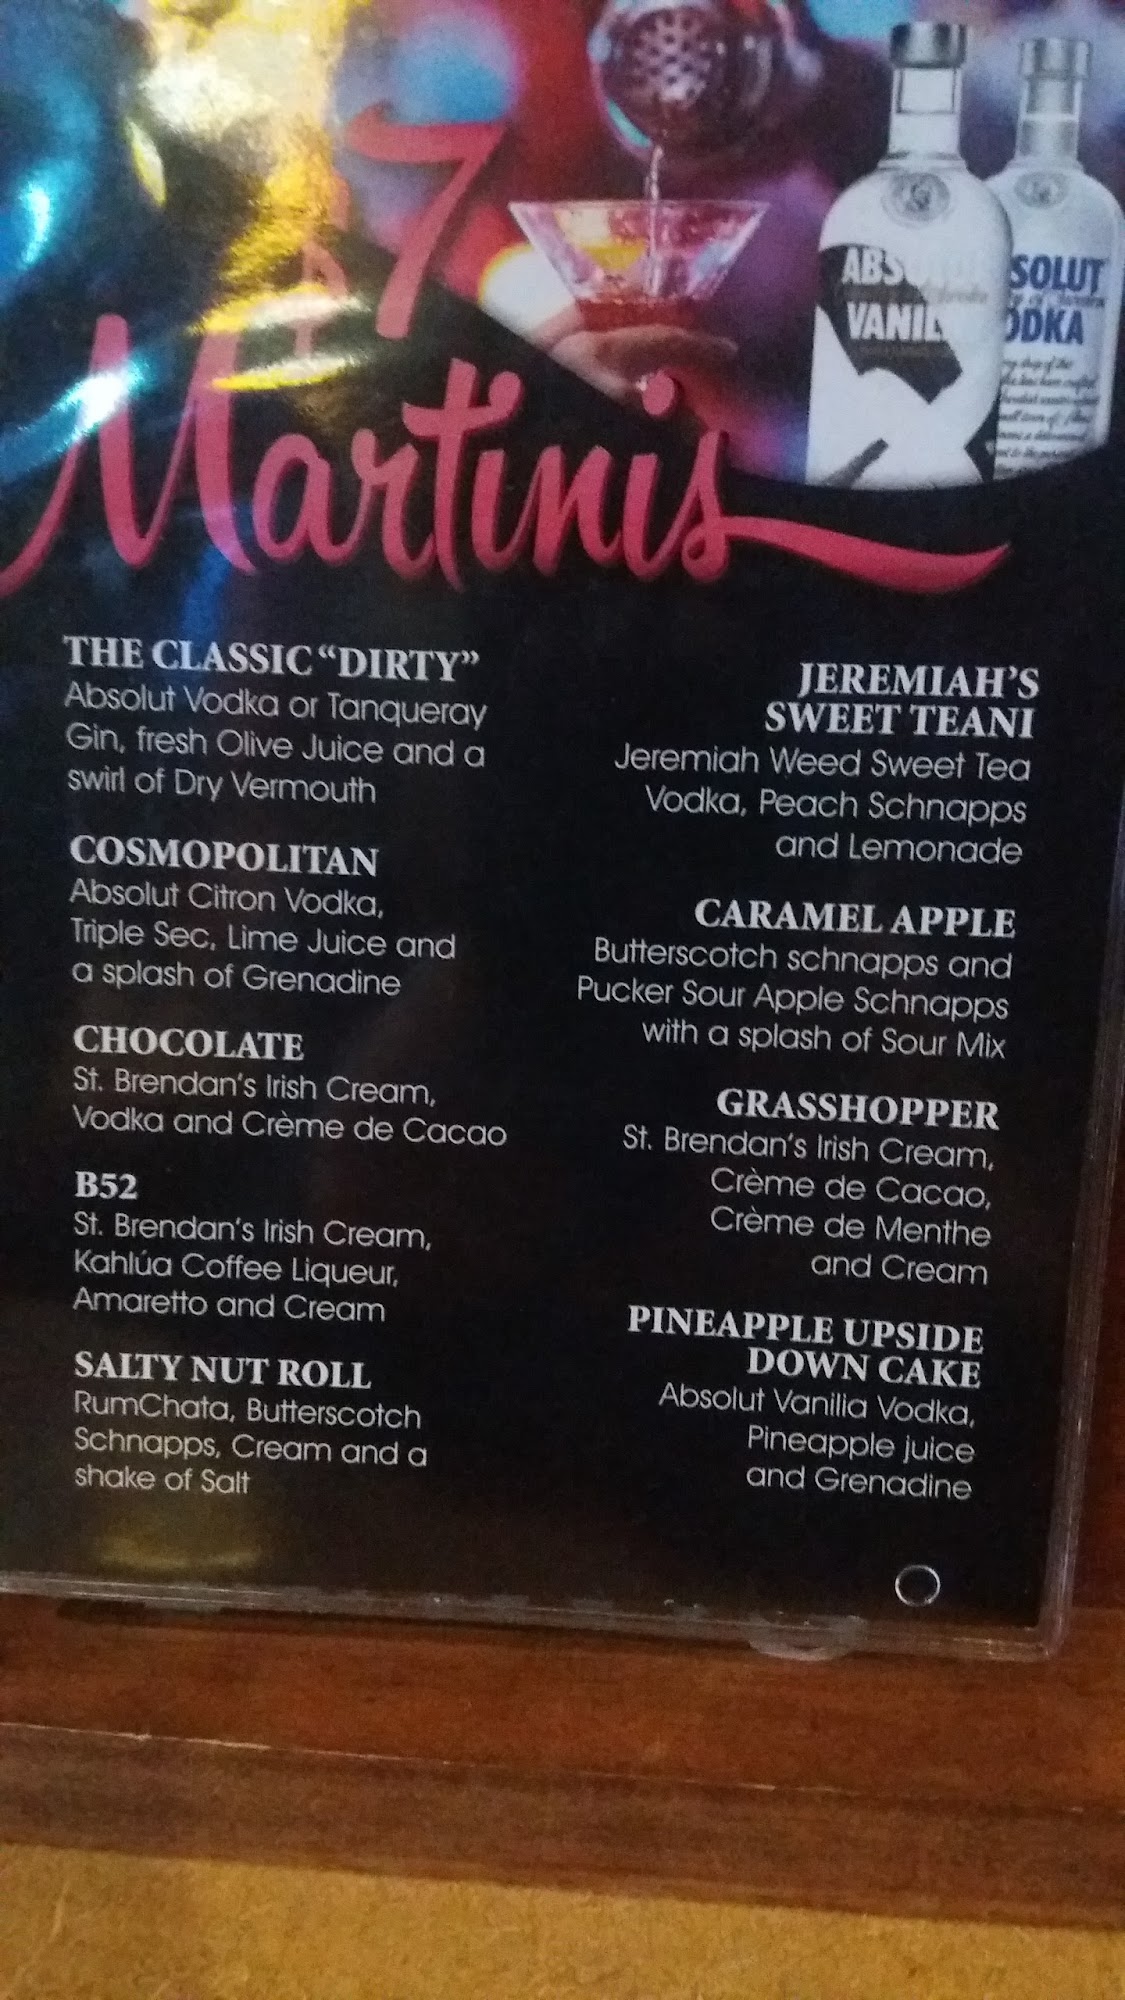 $7
Martinis
ABSOLUT
VANIL
SOLUT
ODKA
THE CLASSIC “DIRTY”
Absolut Vodka or Tanqueray
Gin, fresh Olive Juice and a
swirl of Dry Vermouth
COSMOPOLITAN
Absolut Citron Vodka,
Triple Sec, Lime Juice and
a splash of Grenadine
CHOCOLATE
St. Brendan's Irish Cream,
Vodka and Crème de Cacao
B52
St. Brendan's Irish Cream,
Kahlúa Coffee Liqueur,
Amaretto and Cream
SALTY NUT ROLL
RumChata, Butterscotch
Schnapps, Cream and a
shake of Salt
JEREMIAH'S
SWEET TEANI
Jeremiah Weed Sweet Tea
Vodka, Peach Schnapps
and Lemonade
CARAMEL APPLE
Butterscotch schnapps and
Pucker Sour Apple Schnapps
with a splash of Sour Mix
GRASSHOPPER
St. Brendan's Irish Cream,
Crème de Cacao,
Crème de Menthe
and Cream
PINEAPPLE UPSIDE
DOWN CAKE
Absolut Vanilia Vodka,
Pineapple juice
and Grenadine